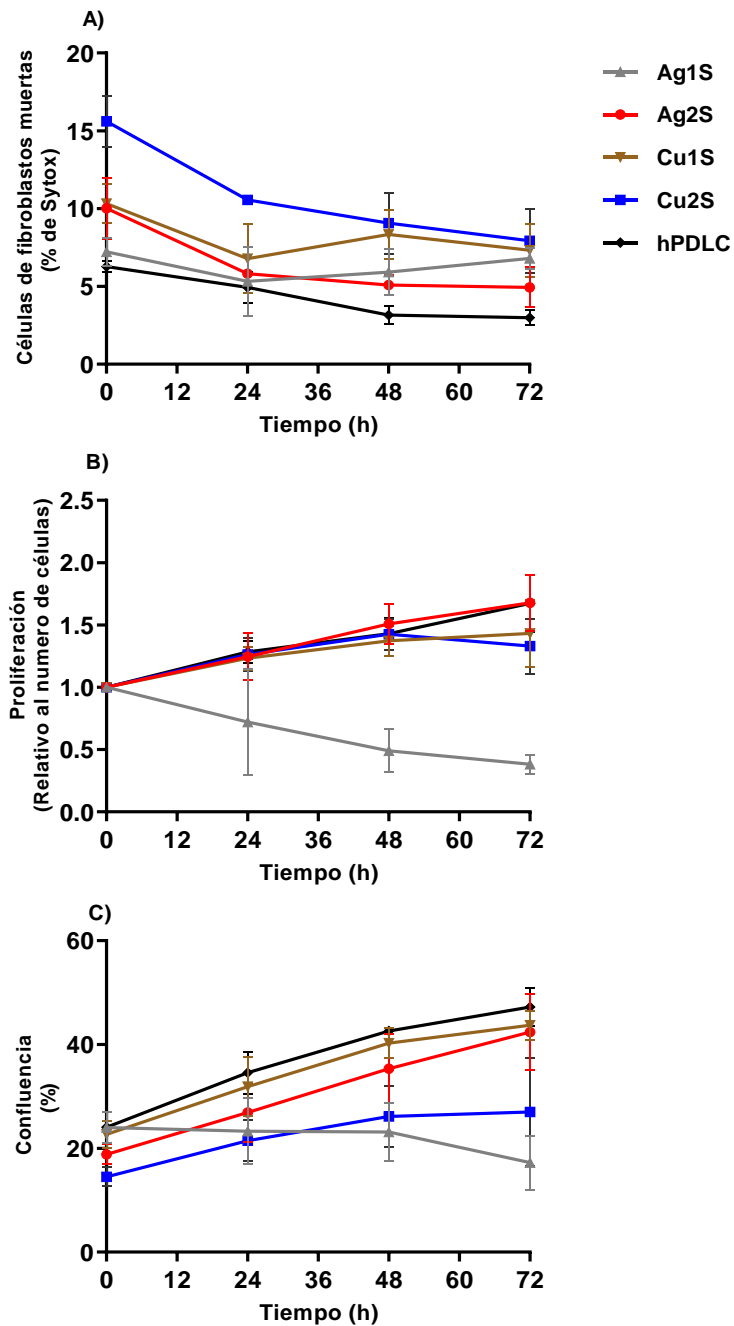 A)
20
15
10
5
0
Células de fibroblastos muertas
(% de Sytox)
0 12 24 36 48 60 72
Tiempo (h)
Ag1S
Ag2S
Cu1S
Cu2S
hPDLC
B)
2.5
2.0
1.5
1.0
0.5
0.0
Proliferación
(Relativo al numero de células)
0 12 24 36 48 60 72
Tiempo (h)
C)
60
40
20
0
Confluencia
(%)
0 12 24 36 48 60 72
Tiempo (h)